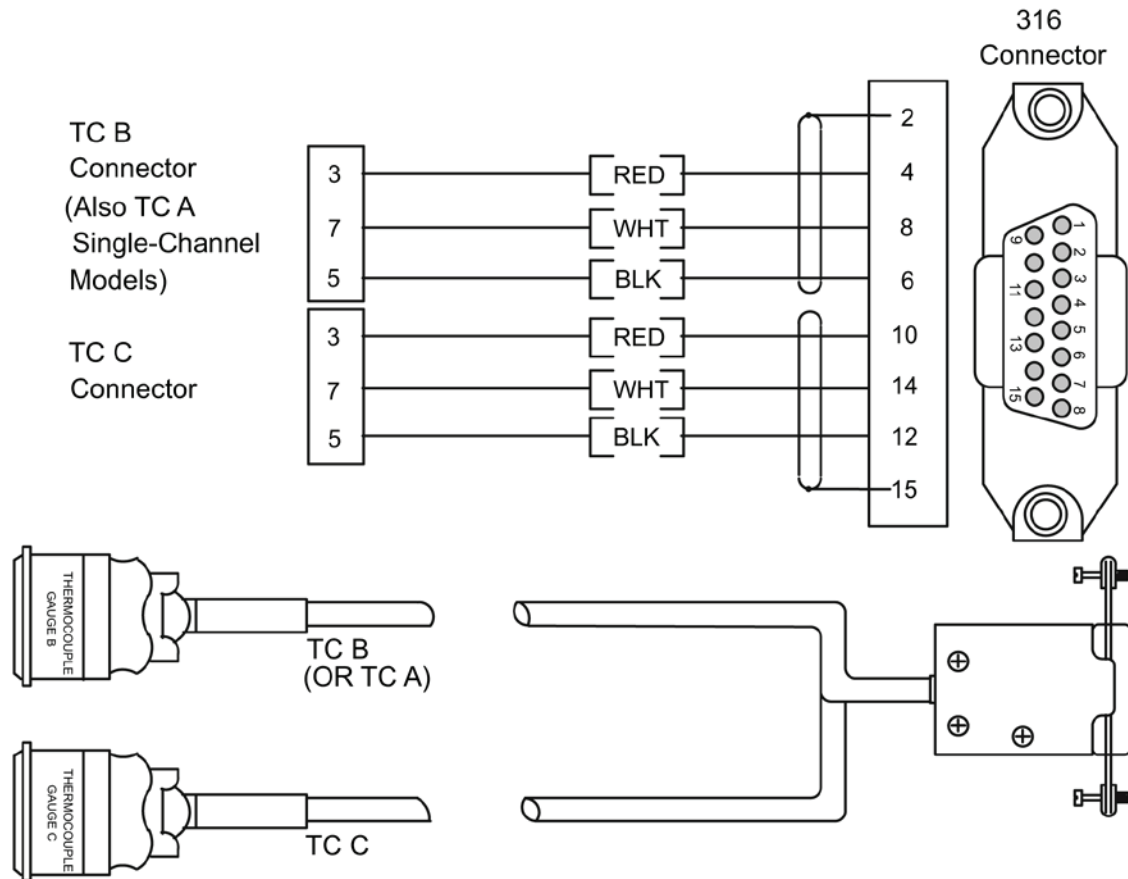 316
Connector
TC B
Connector
(Also TC A
Single-Channel
Models)
3
7
5
RED
WHT
BLK
2
4
8
6
TC C
Connector
3
7
5
RED
WHT
BLK
10
14
12
15
1
2
3
4
5
6
7
8
9
11
13
15
THERMOCOUPLE
GAUGE B
TC B
(OR TC A)
THERMOCOUPLE
GAUGE C
TC C